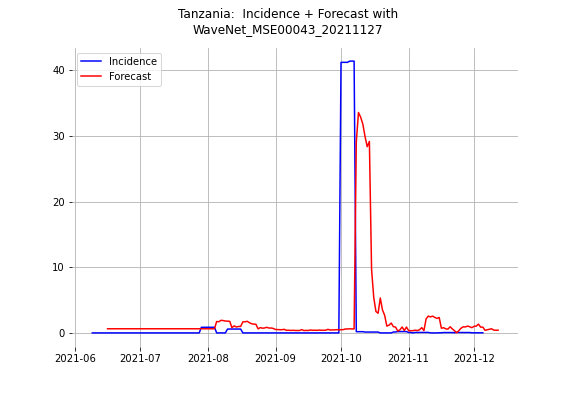 Tanzania:  Incidence + Forecast with
WaveNet_MSE00043_20211127
Incidence
Forecast
40
30
20
10
0
2021-06 2021-07 2021-08 2021-09 2021-10 2021-11 2021-12